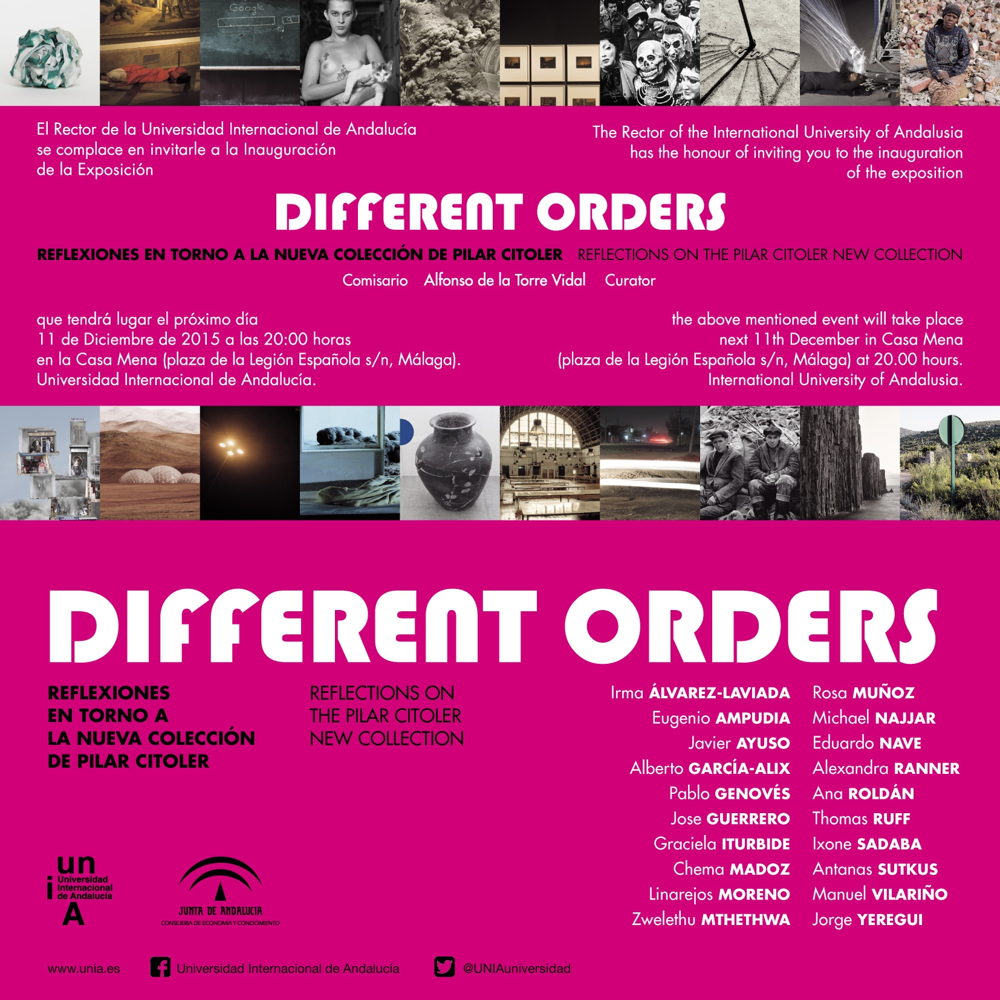 Google
El Rector de la Universidad Internacional de Andalucía
se complace en invitarle a la Inauguración
de la Exposición
The Rector of the International University of Andalusia
has the honour of inviting you to the inauguration
of the exposition
DIFFERENT ORDERS
REFLEXIONES EN TORNO A LA NUEVA COLECCIÓN DE PILAR CITOLER REFLECTIONS ON THE PILAR CITOLER NEW COLLECTION
Comisario Alfonso de la Torre Vidal Curator
que tendrá lugar el próximo día
11 de Diciembre de 2015 a las 20:00 horas
en la Casa Mena (plaza de la Legión Española s/n, Málaga).
Universidad Internacional de Andalucía.
the above mentioned event will take place
next 11th December in Casa Mena
(plaza de la Legión Española s/n, Málaga) at 20.00 hours.
International University of Andalusia.
DIFFERENT ORDERS
REFLEXIONES
EN TORNO A
LA NUEVA COLECCIÓN
DE PILAR CITOLER
REFLECTIONS ON
THE PILAR CITOLER
NEW COLLECTION
Irma ÁLVAREZ-LAVIADA
Eugenio AMPUDIA
Javier AYUSO
Alberto GARCÍA-ALIX
Pablo GENOVÉS
Jose GUERRERO
Graciela ITURBIDE
Chema MADOZ
Linarejos MORENO
Zwelethu MTHETHWA
Rosa MUÑOZ
Michael NAJJAR
Eduardo NAVE
Alexandra RANNER
Ana ROLDÁN
Thomas RUFF
Ixone SADABA
Antanas SUTKUS
Manuel VILARIÑO
Jorge YEREGUI
un
i
Universidad
Internacional
de Andalucía
A
JUNTA DE ANDALUCIA
CONSEJERIA DE ECONOMÍA Y CONOCIMIENTO
www.unia.es
Universidad Internacional de Andalucía
@UNIAuniversidad